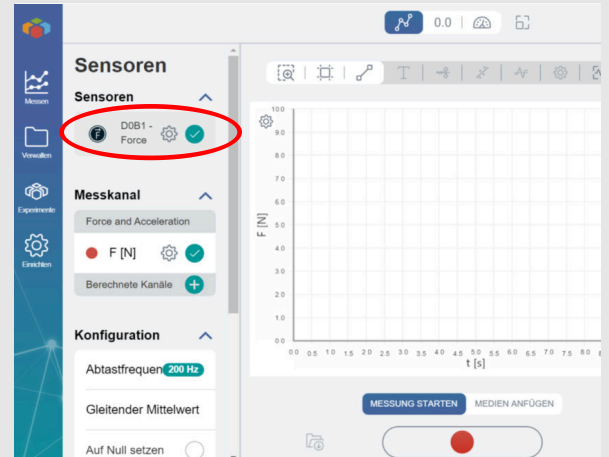 0.0
Sensoren
Sensoren
D0B1 -
Force
Messkanal
Force and Acceleration
F [N]
Berechnete Kanäle
Konfiguration
Abtastfrequen 200 Hz
Gleitender Mittelwert
Auf Null setzen
Messen
Verwalten
Experimente
Einrichten
T
10.0
9.0
8.0
7.0
6.0
5.0
4.0
3.0
2.0
1.0
0.0
F [N]
0.0 0.5 1.0 1.5 2.0 2.5 3.0 3.5 4.0 4.5 5.0 5.5 6.0 6.5 7.0 7.5 8.0
t [s]
MESSUNG STARTEN MEDIEN ANFÜGEN